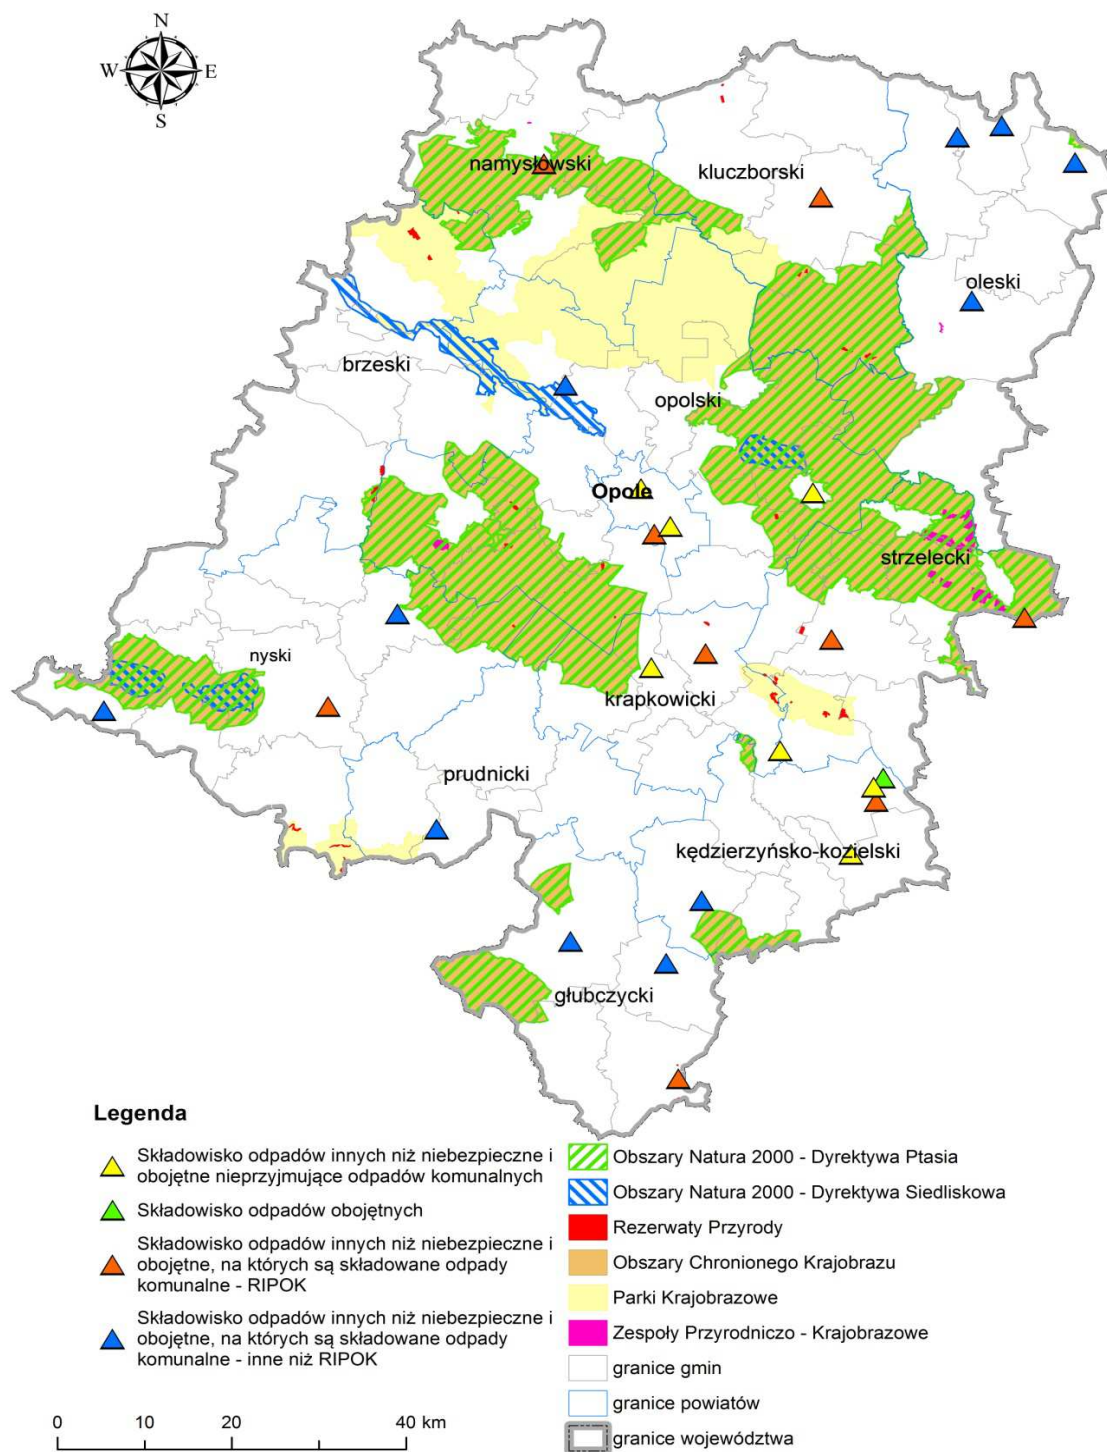 N
W E
S
namysłowski
kluczborski
oleski
brzeski
opolski
Opole
strzelecki
nyski
krapkowicki
prudnicki
kędzierzyńsko-kozielski
głubczycki
Legenda
Składowisko odpadów innych niż niebezpieczne i
obojętne nieprzyjmujące odpadów komunalnych
Składowisko odpadów obojętnych
Składowisko odpadów innych niż niebezpieczne i
obojętne, na których są składowane odpady
komunalne - RIPOK
Składowisko odpadów innych niż niebezpieczne i
obojętne, na których są składowane odpady
komunalne - inne niż RIPOK
Obszary Natura 2000 - Dyrektywa Ptasia
Obszary Natura 2000 - Dyrektywa Siedliskowa
Rezerwaty Przyrody
Obszary Chronionego Krajobrazu
Parki Krajobrazowe
Zespoły Przyrodniczo - Krajobrazowe
granice gmin
granice powiatów
granice województwa
0 10 20 40 km